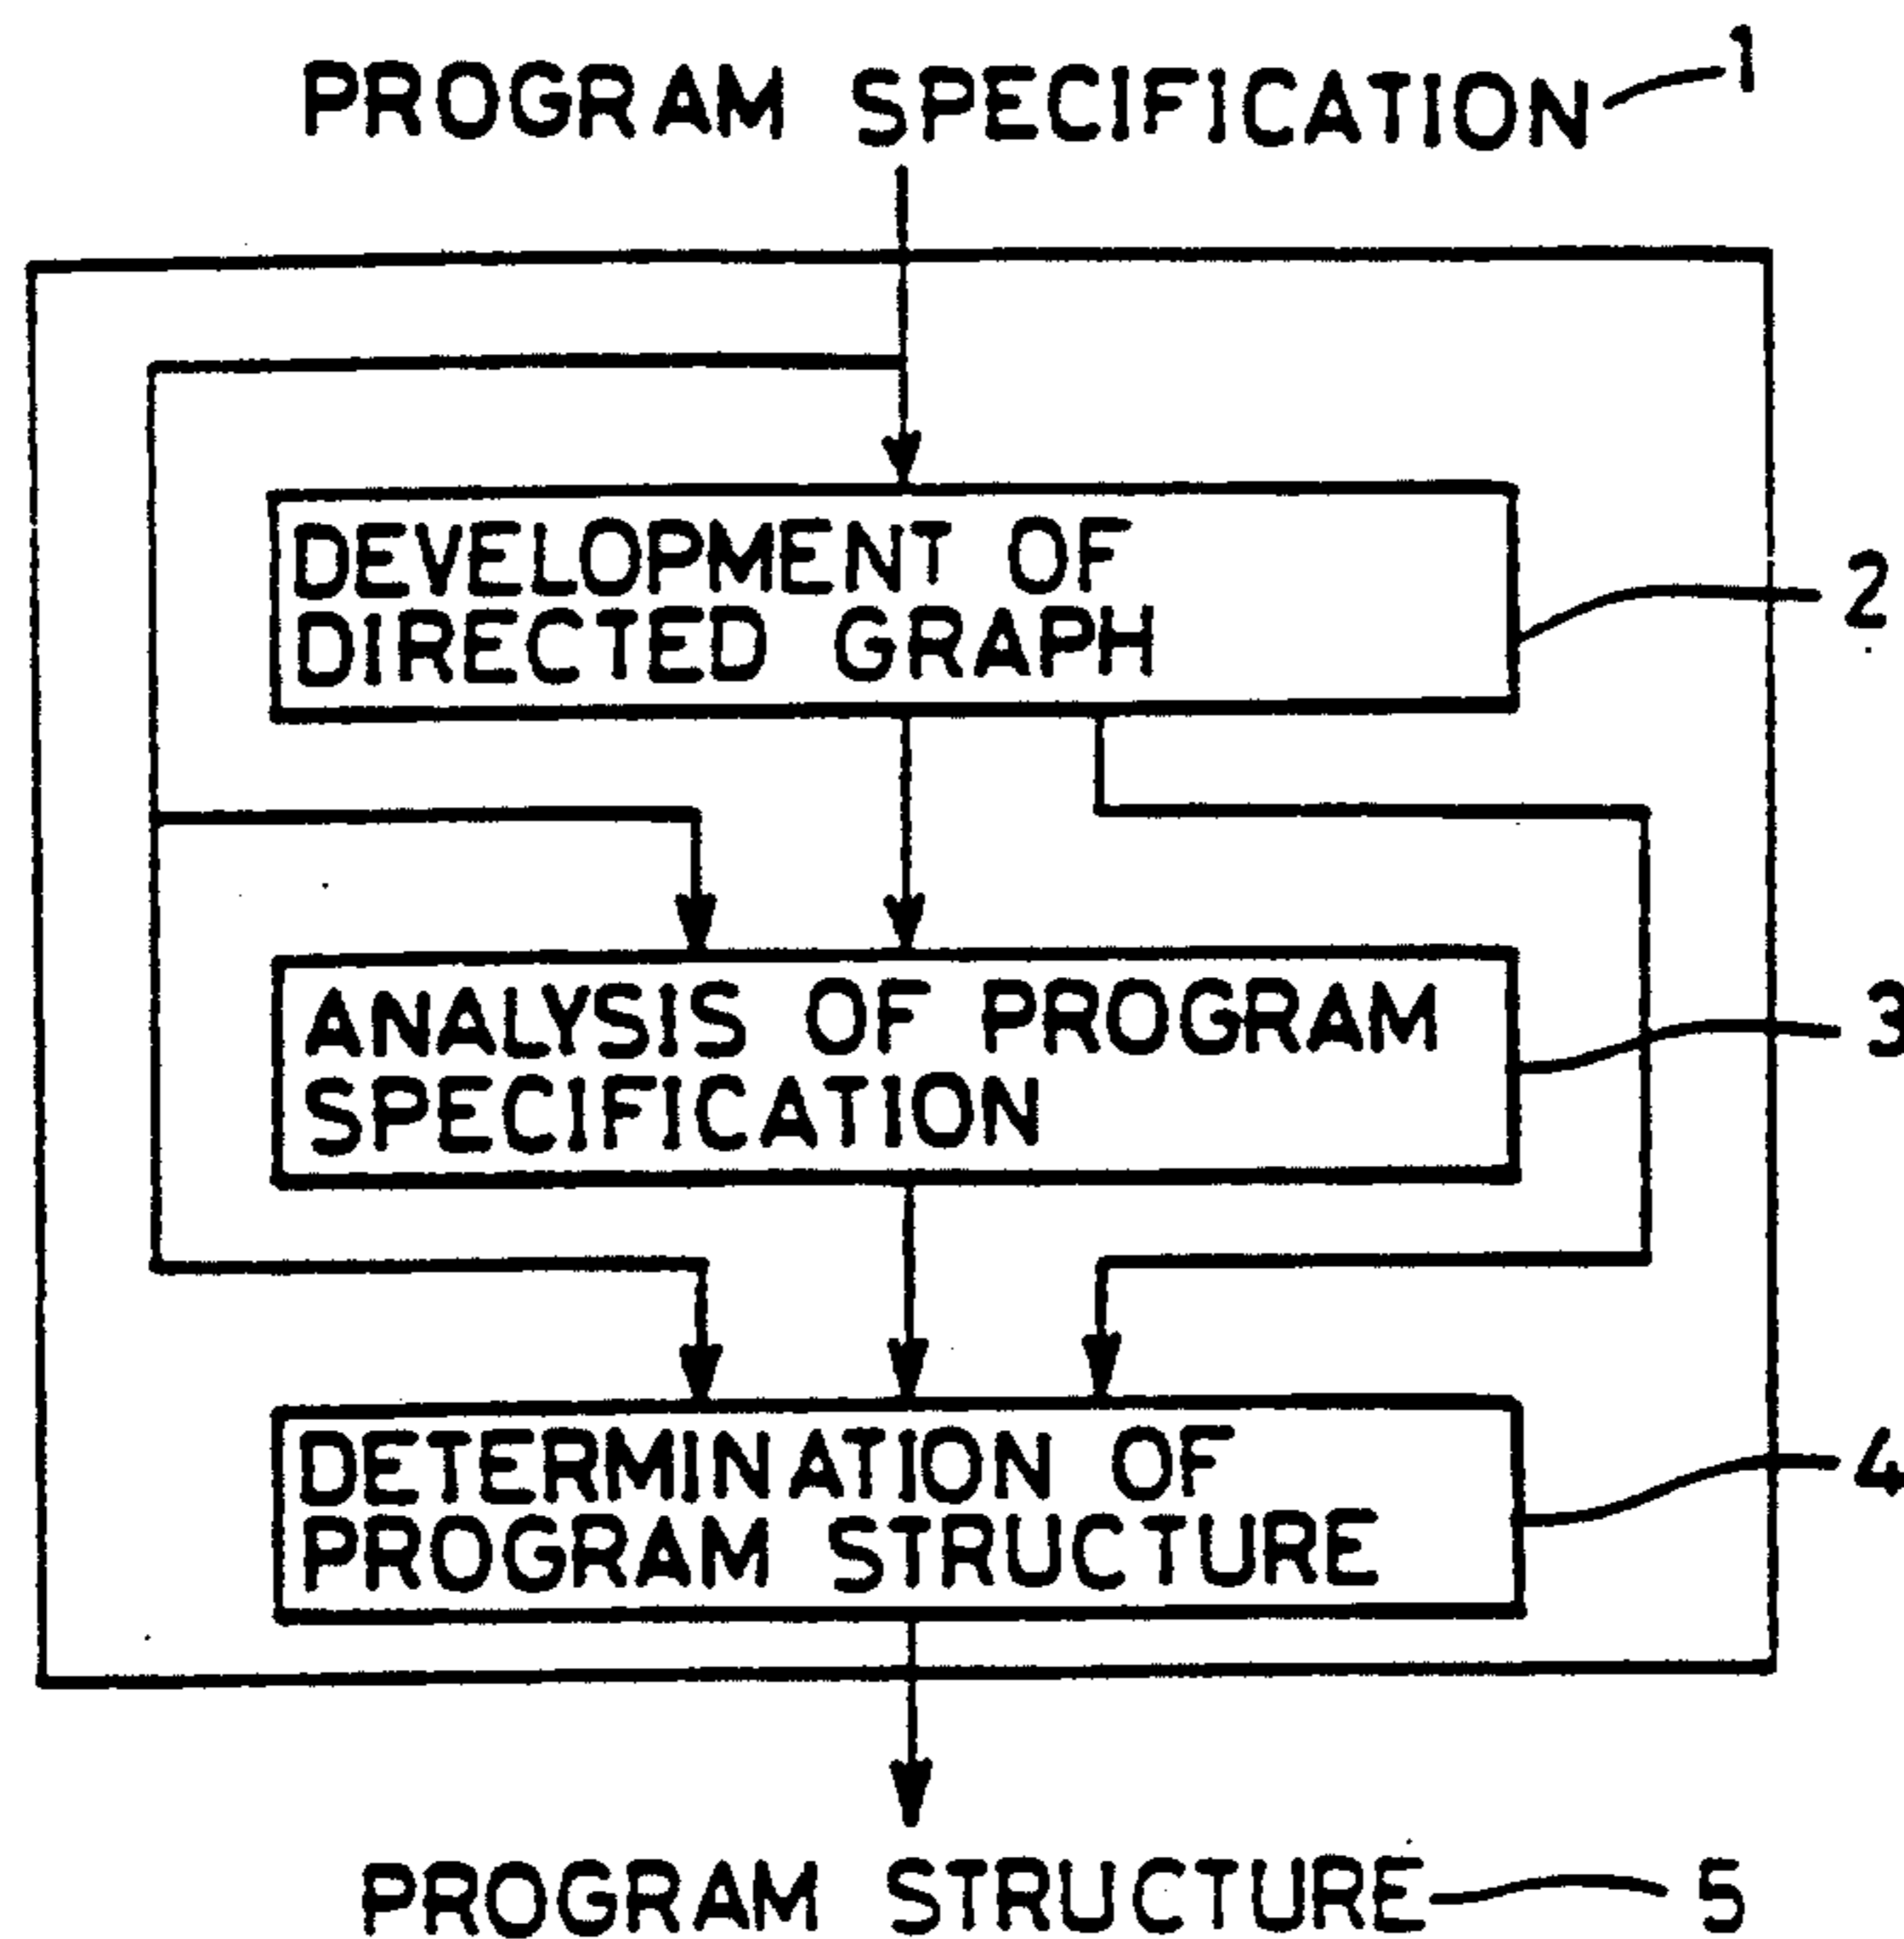 PROGRAM SPECIFICATION 1
DEVELOPMENT OF
DIRECTED GRAPH
2
ANALYSIS OF PROGRAM
SPECIFICATION
3
DETERMINATION OF
PROGRAM STRUCTURE
4
PROGRAM STRUCTURE 5